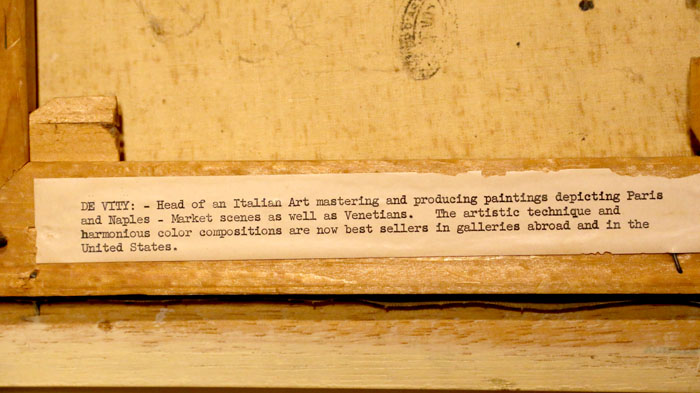 DE VITY: - Head of an Italian Art mastering and producing paintings depicting Paris
and Naples - Market scenes as well as Venetians. The artistic technique and
harmonious color compositions are now best sellers in galleries abroad and in the
United States.